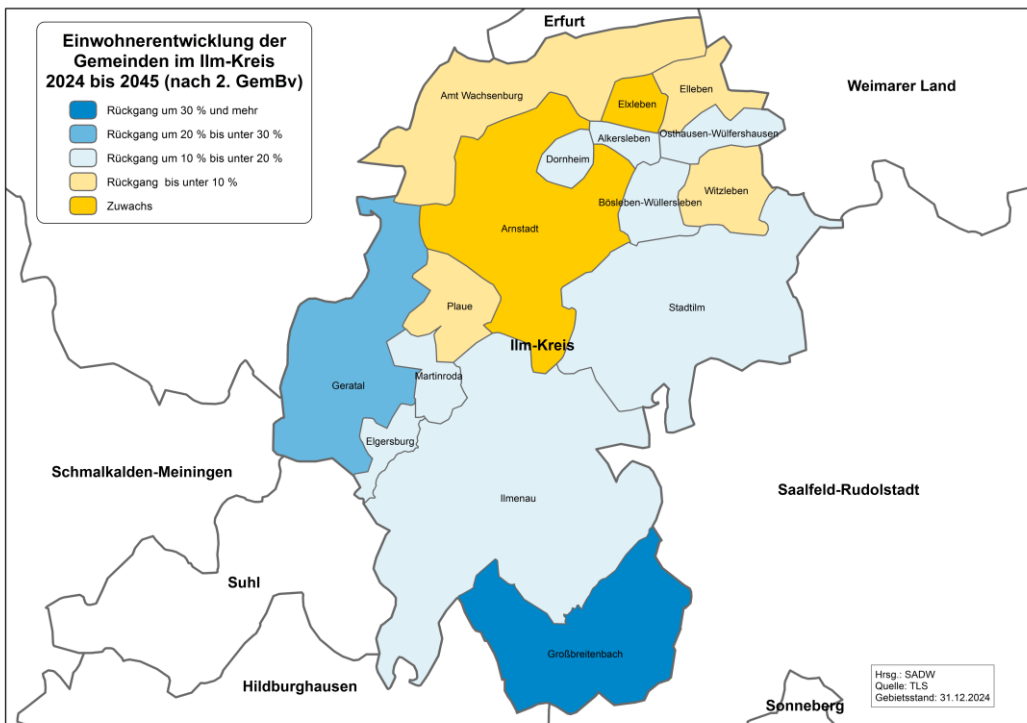 Einwohnerentwicklung der
Gemeinden im Ilm-Kreis
2024 bis 2045 (nach 2. GemBv)
Rückgang um 30 % und mehr
Rückgang um 20 % bis unter 30 %
Rückgang um 10 % bis unter 20 %
Rückgang bis unter 10 %
Zuwachs
Erfurt
Weimarer Land
Amt Wachsenburg
Elxleben
Elleben
Alkersleben
Osthausen-Wülfershausen
Dornheim
Witzleben
Bösleben-Wüllersleben
Arnstadt
Plaue
Stadtilm
Ilm-Kreis
Martinroda
Geratal
Elgersburg
Schmalkalden-Meiningen
Ilmenau
Saalfeld-Rudolstadt
Suhl
Großbreitenbach
Hildburghausen
Sonneberg
Hrsg.: SADW
Quelle: TLS
Gebietsstand: 31.12.2024